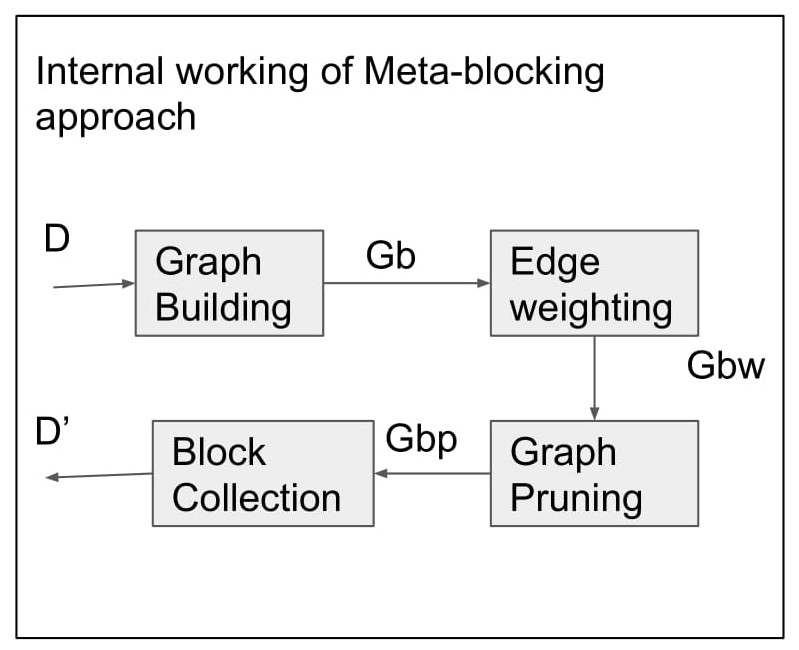 Internal working of Meta-blocking
approach
D
Graph
Building
Gb
Edge
weighting
Gbw
D’
Block
Collection
Gbp
Graph
Pruning